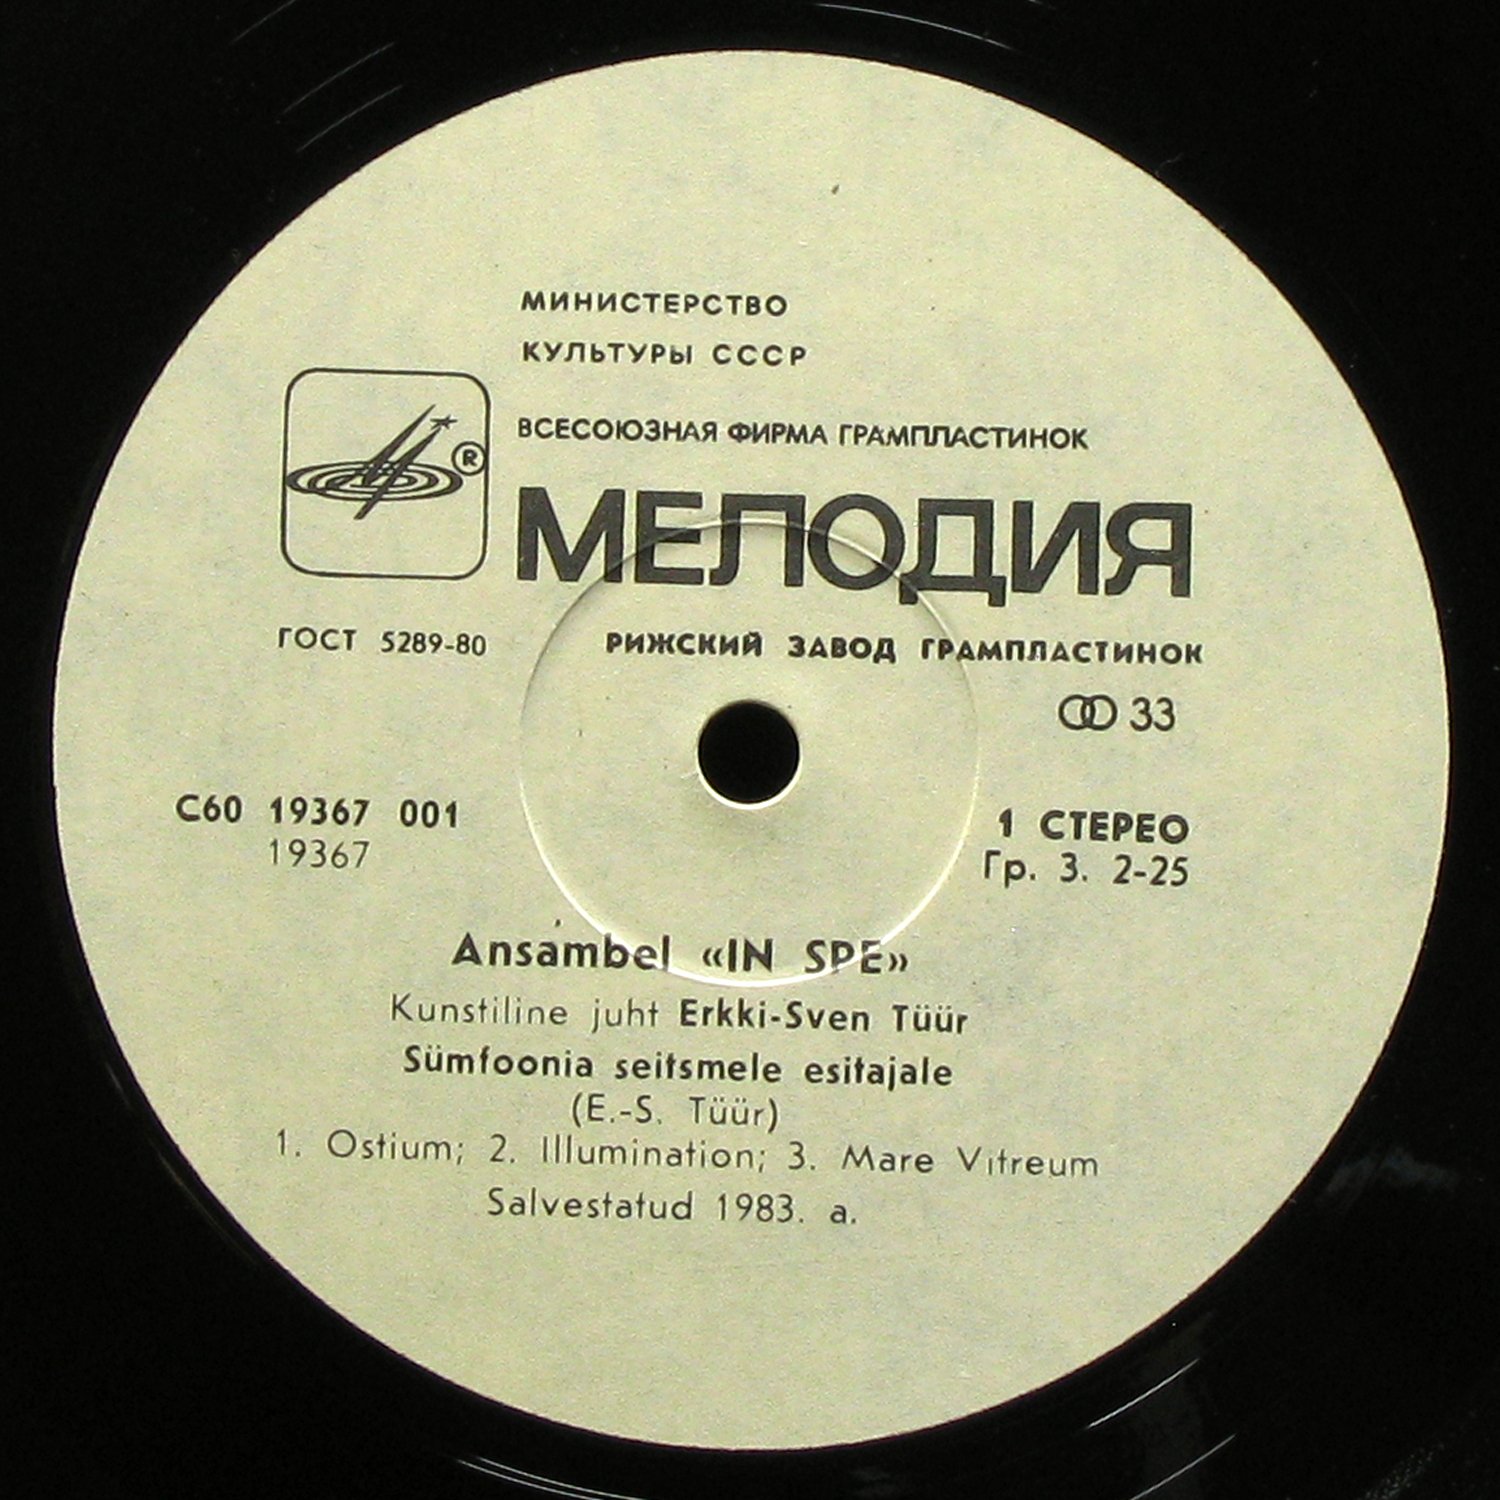 МИНИСТЕРСТВО
КУЛЬТУРЫ СССР
ВСЕСОЮЗНАЯ ФИРМА ГРАМПЛАСТИНОК
®
МЕЛОДИЯ
ГОСТ 5289-80
РИЖСКИЙ ЗАВОД ГРАМПЛАСТИНОК
33
С60 19367 001
19367
1 СТЕРЕО
Гр. 3. 2-25
Ansambel «IN SPE»
Kunstiline juht Erkki-Sven Tüür
Sümfoonia seitsmele esitajale
(E.-S. Tüür)
1. Ostium; 2. Illumination; 3. Mare Vitreum
Salvestatud 1983. a.